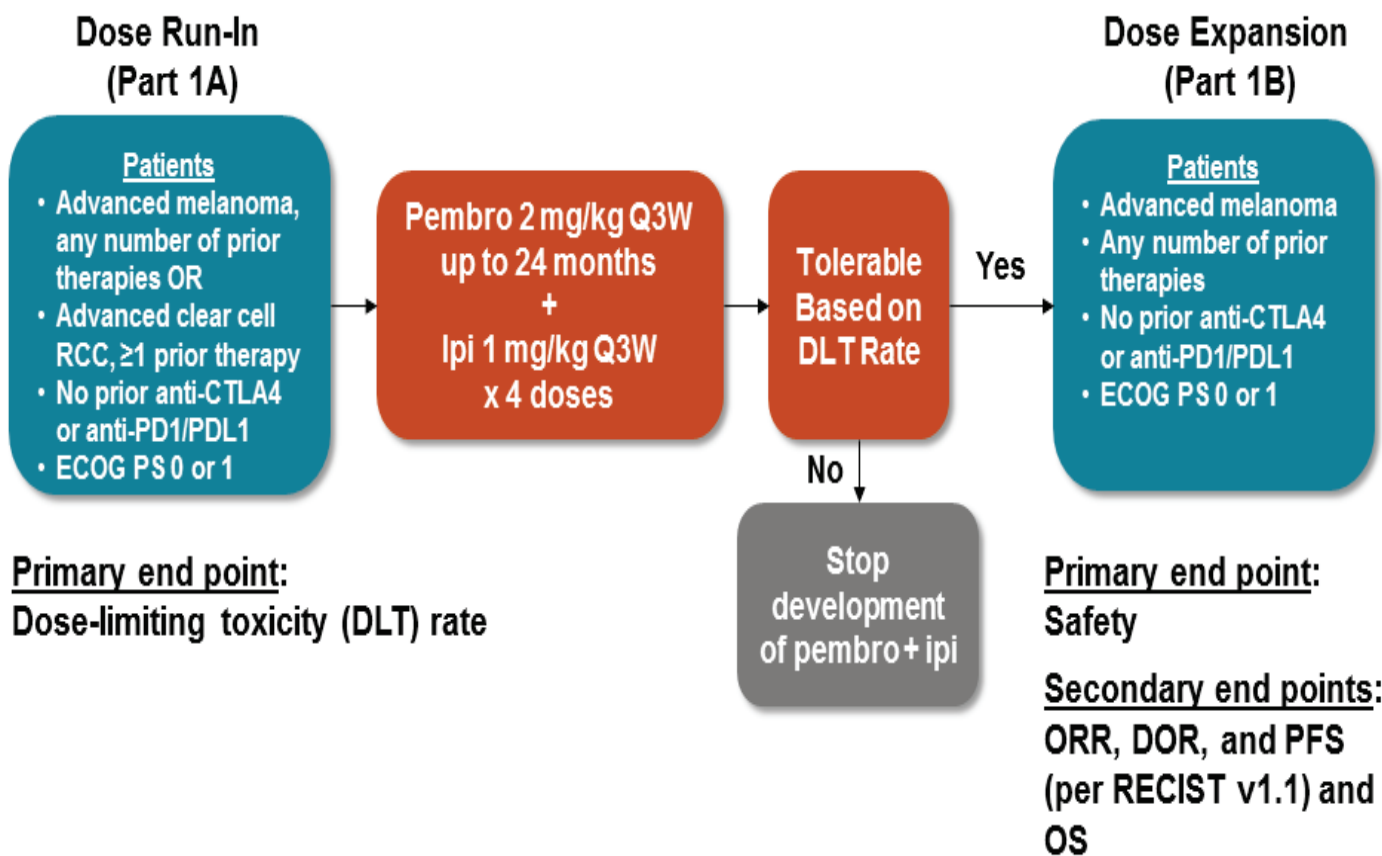 Dose Run-In
(Part 1A)
Patients
• Advanced melanoma,
any number of prior
therapies OR
• Advanced clear cell
RCC, ≥1 prior therapy
• No prior anti-CTLA4
or anti-PD1/PDL1
• ECOG PS 0 or 1
Primary end point:
Dose-limiting toxicity (DLT) rate
Pembro 2 mg/kg Q3W
up to 24 months
+
Ipi 1 mg/kg Q3W
x 4 doses
Tolerable
Based on
DLT Rate
Yes
No
Stop
development
of pembro + ipi
Dose Expansion
(Part 1B)
Patients
• Advanced melanoma
• Any number of prior
therapies
• No prior anti-CTLA4
or anti-PD1/PDL1
• ECOG PS 0 or 1
Primary end point:
Safety
Secondary end points:
ORR, DOR, and PFS
(per RECIST v1.1) and
OS